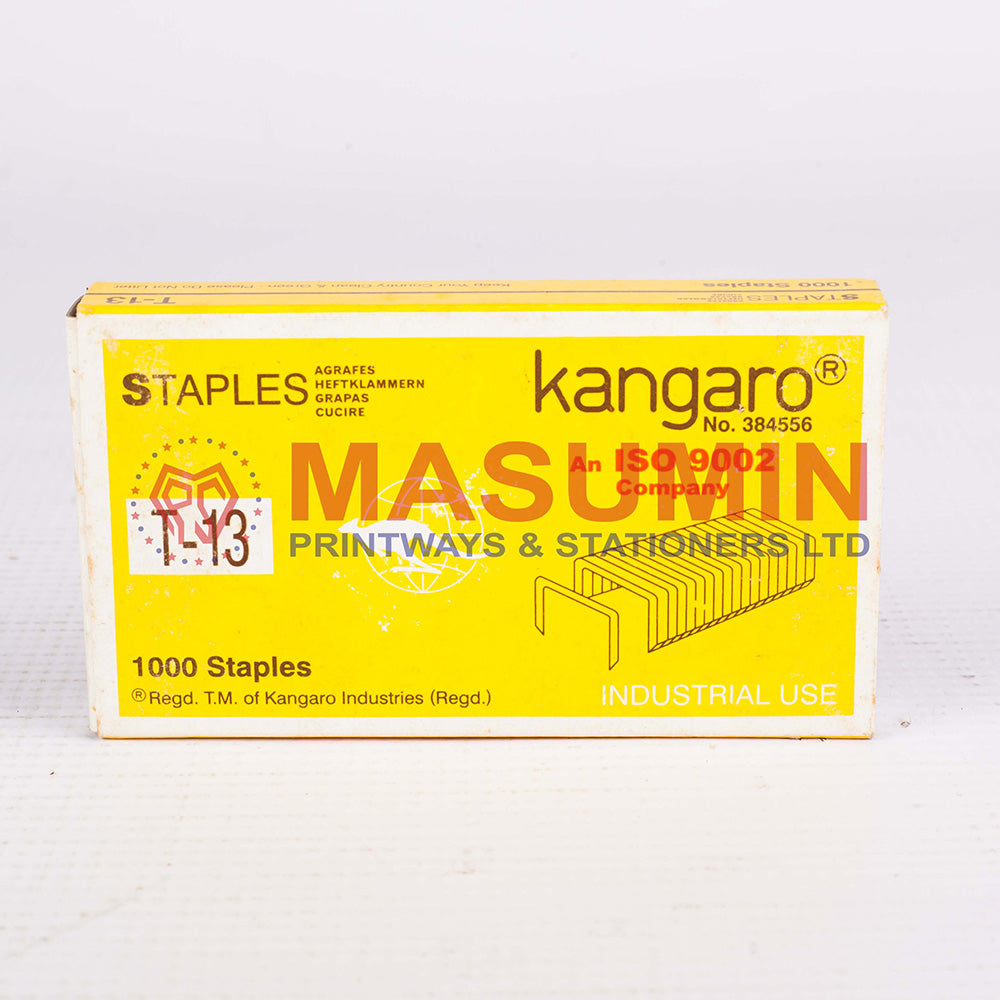 T-13
Keep Your Country Clean & Green Please Do Not Litter
STAPLES
1000 Staples
STAPLES
AGRAFES
HEFTKLAMMERN
GRAPAS
CUCIRE
kangaro®
No. 384556
An ISO 9002
Company
MASUMIN
PRINTWAYS & STATIONERS LTD
T-13
1000 Staples
®Regd. T.M. of Kangaro Industries (Regd.)
INDUSTRIAL USE